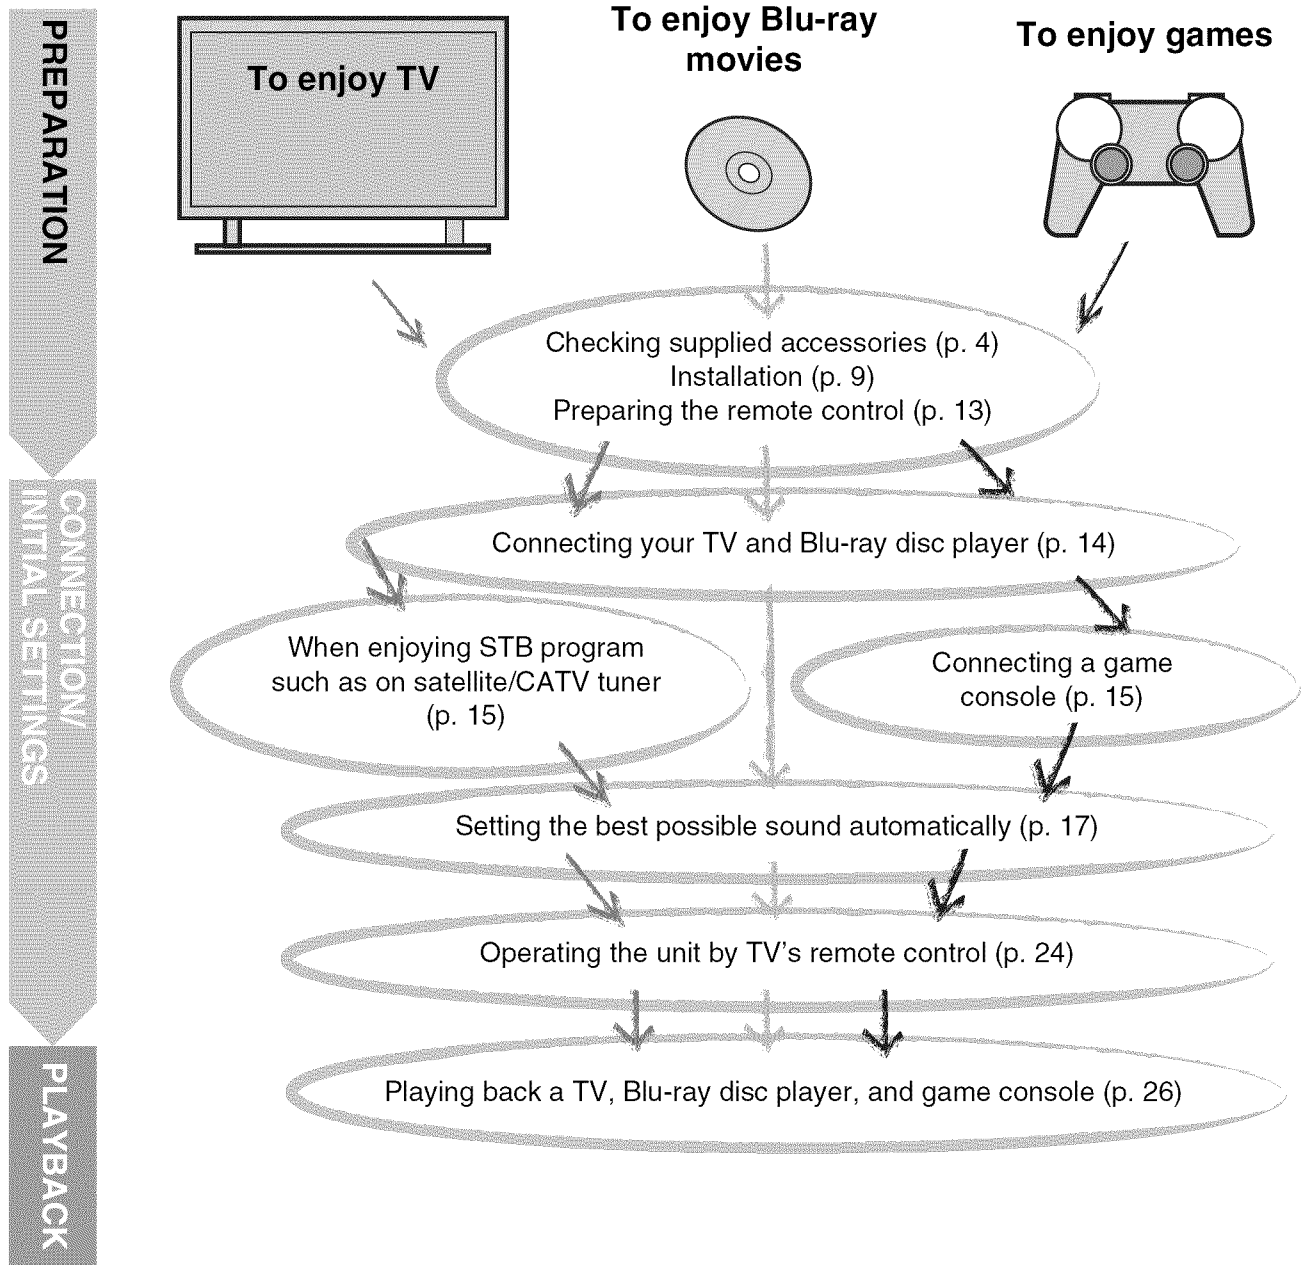 PREPARATION
To enjoy TV
To enjoy Blu-ray
movies
To enjoy games
Checking supplied accessories (p. 4)
Installation (p. 9)
Preparing the remote control (p. 13)
CONNECTION/
INITIAL SETTINGS
Connecting your TV and Blu-ray disc player (p. 14)
When enjoying STB program
such as on satellite/CATV tuner
(p. 15)
Connecting a game
console (p. 15)
Setting the best possible sound automatically (p. 17)
Operating the unit by TV’s remote control (p. 24)
PLAYBACK
Playing back a TV, Blu-ray disc player, and game console (p. 26)